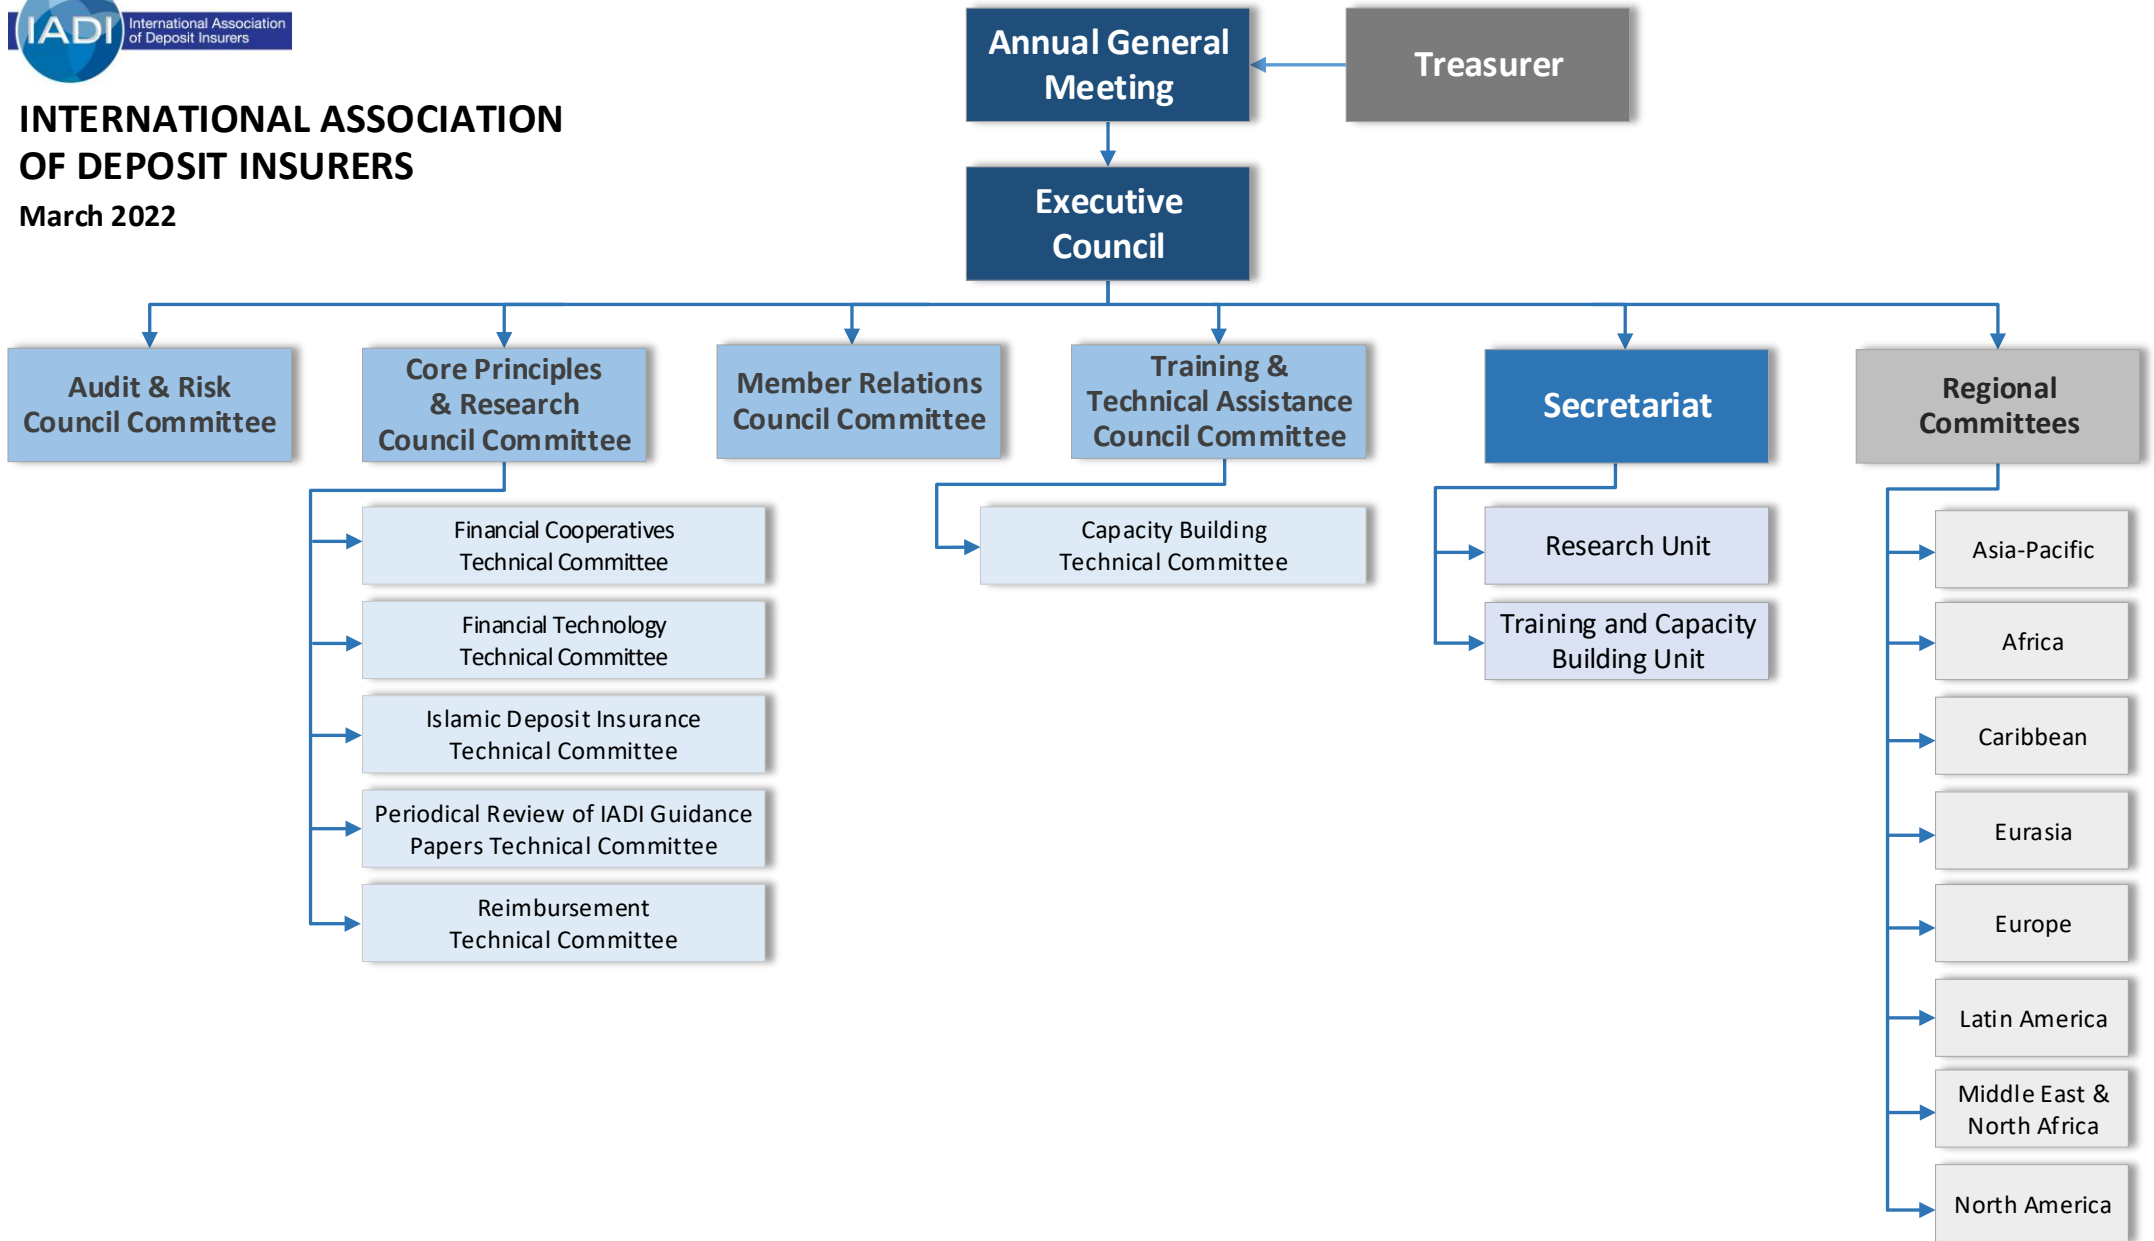 IADI
International Association
of Deposit Insurers
INTERNATIONAL ASSOCIATION
OF DEPOSIT INSURERS
March 2022
Annual General
Meeting
Treasurer
Executive
Council
Audit & Risk
Council Committee
Core Principles
& Research
Council Committee
Member Relations
Council Committee
Training &
Technical Assistance
Council Committee
Secretariat
Regional
Committees
Financial Cooperatives
Technical Committee
Financial Technology
Technical Committee
Islamic Deposit Insurance
Technical Committee
Periodical Review of IADI Guidance
Papers Technical Committee
Reimbursement
Technical Committee
Capacity Building
Technical Committee
Research Unit
Training and Capacity
Building Unit
Asia-Pacific
Africa
Caribbean
Eurasia
Europe
Latin America
Middle East &
North Africa
North America